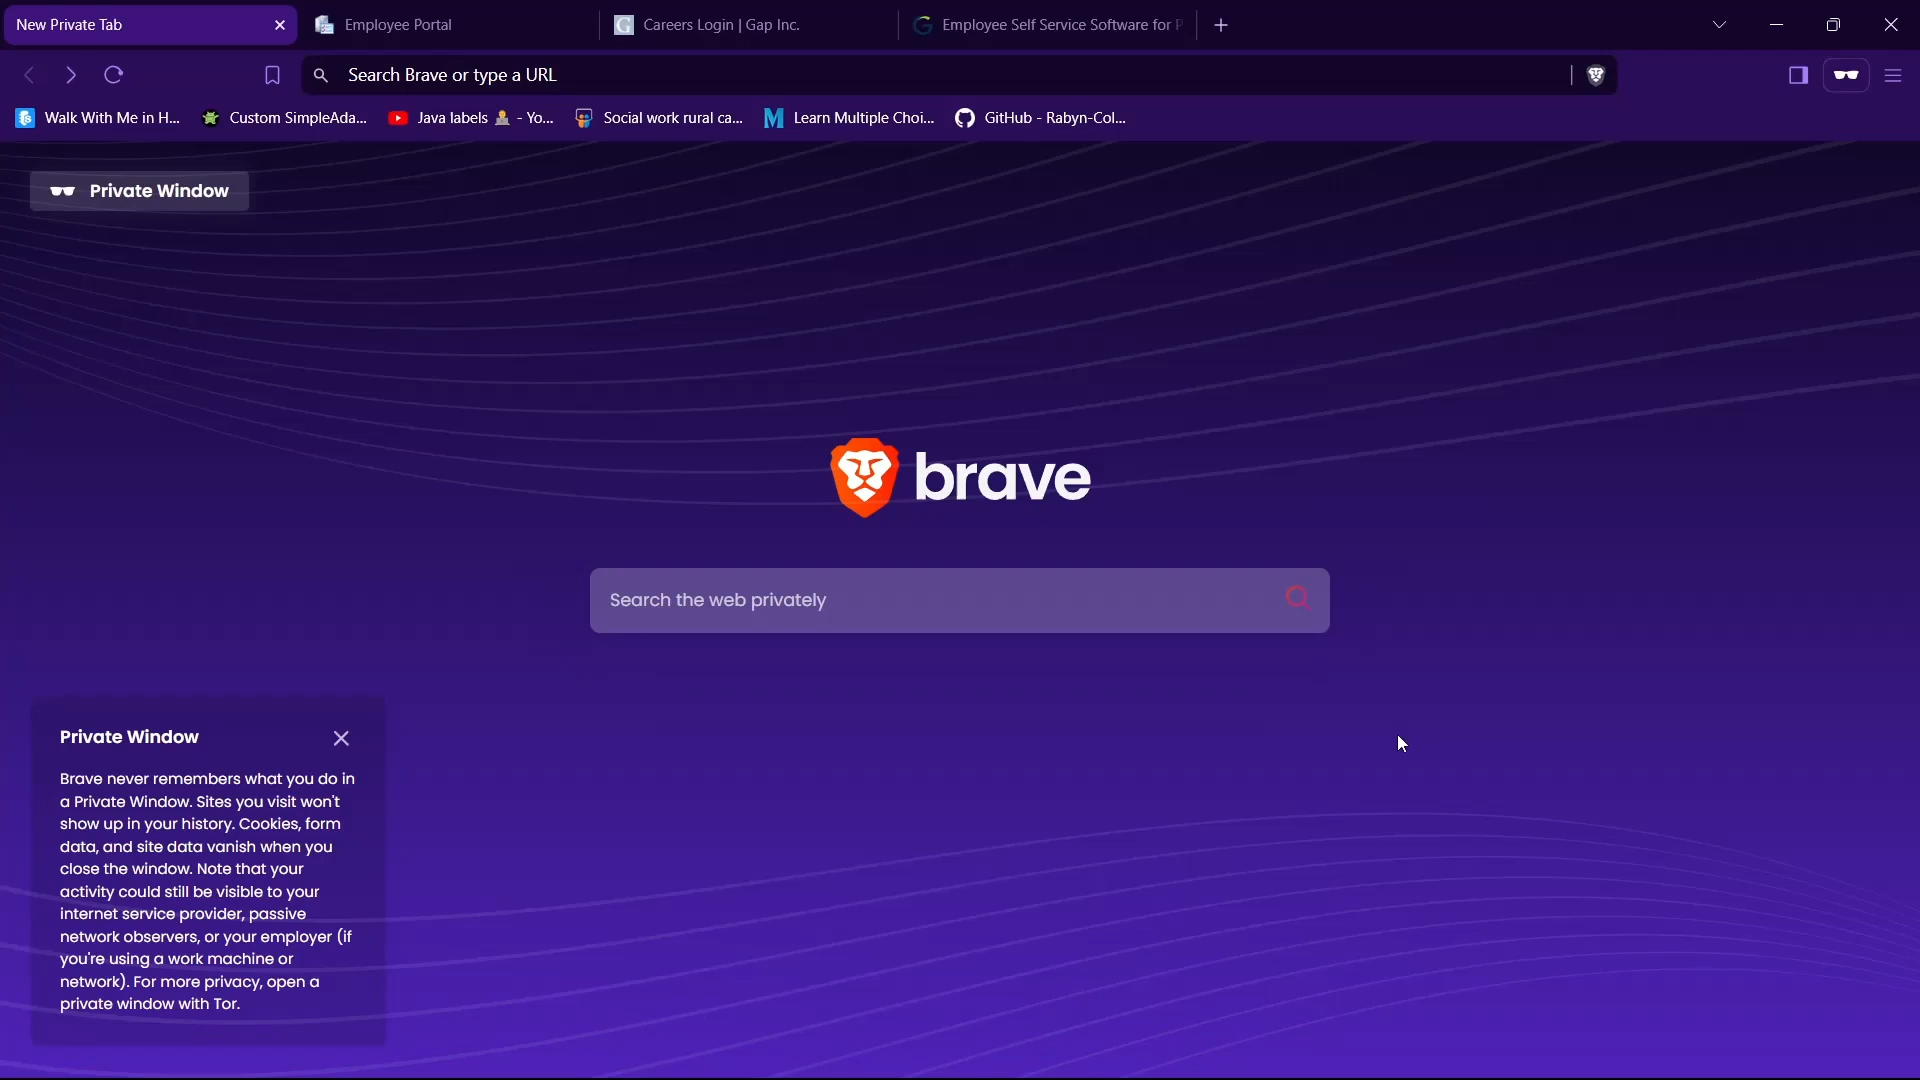 New Private Tab
Employee Portal
Careers Login | Gap Inc.
Employee Self Service Software for P
Search Brave or type a URL
Walk With Me in H...
Custom SimpleAda...
Java labels - Yo...
Social work rural ca...
Learn Multiple Choi...
GitHub - Rabyn-Col...
Private Window
brave
Search the web privately
Private Window
Brave never remembers what you do in
a Private Window. Sites you visit won't
show up in your history. Cookies, form
data, and site data vanish when you
close the window. Note that your
activity could still be visible to your
internet service provider, passive
network observers, or your employer (if
you're using a work machine or
network). For more privacy, open a
private window with Tor.